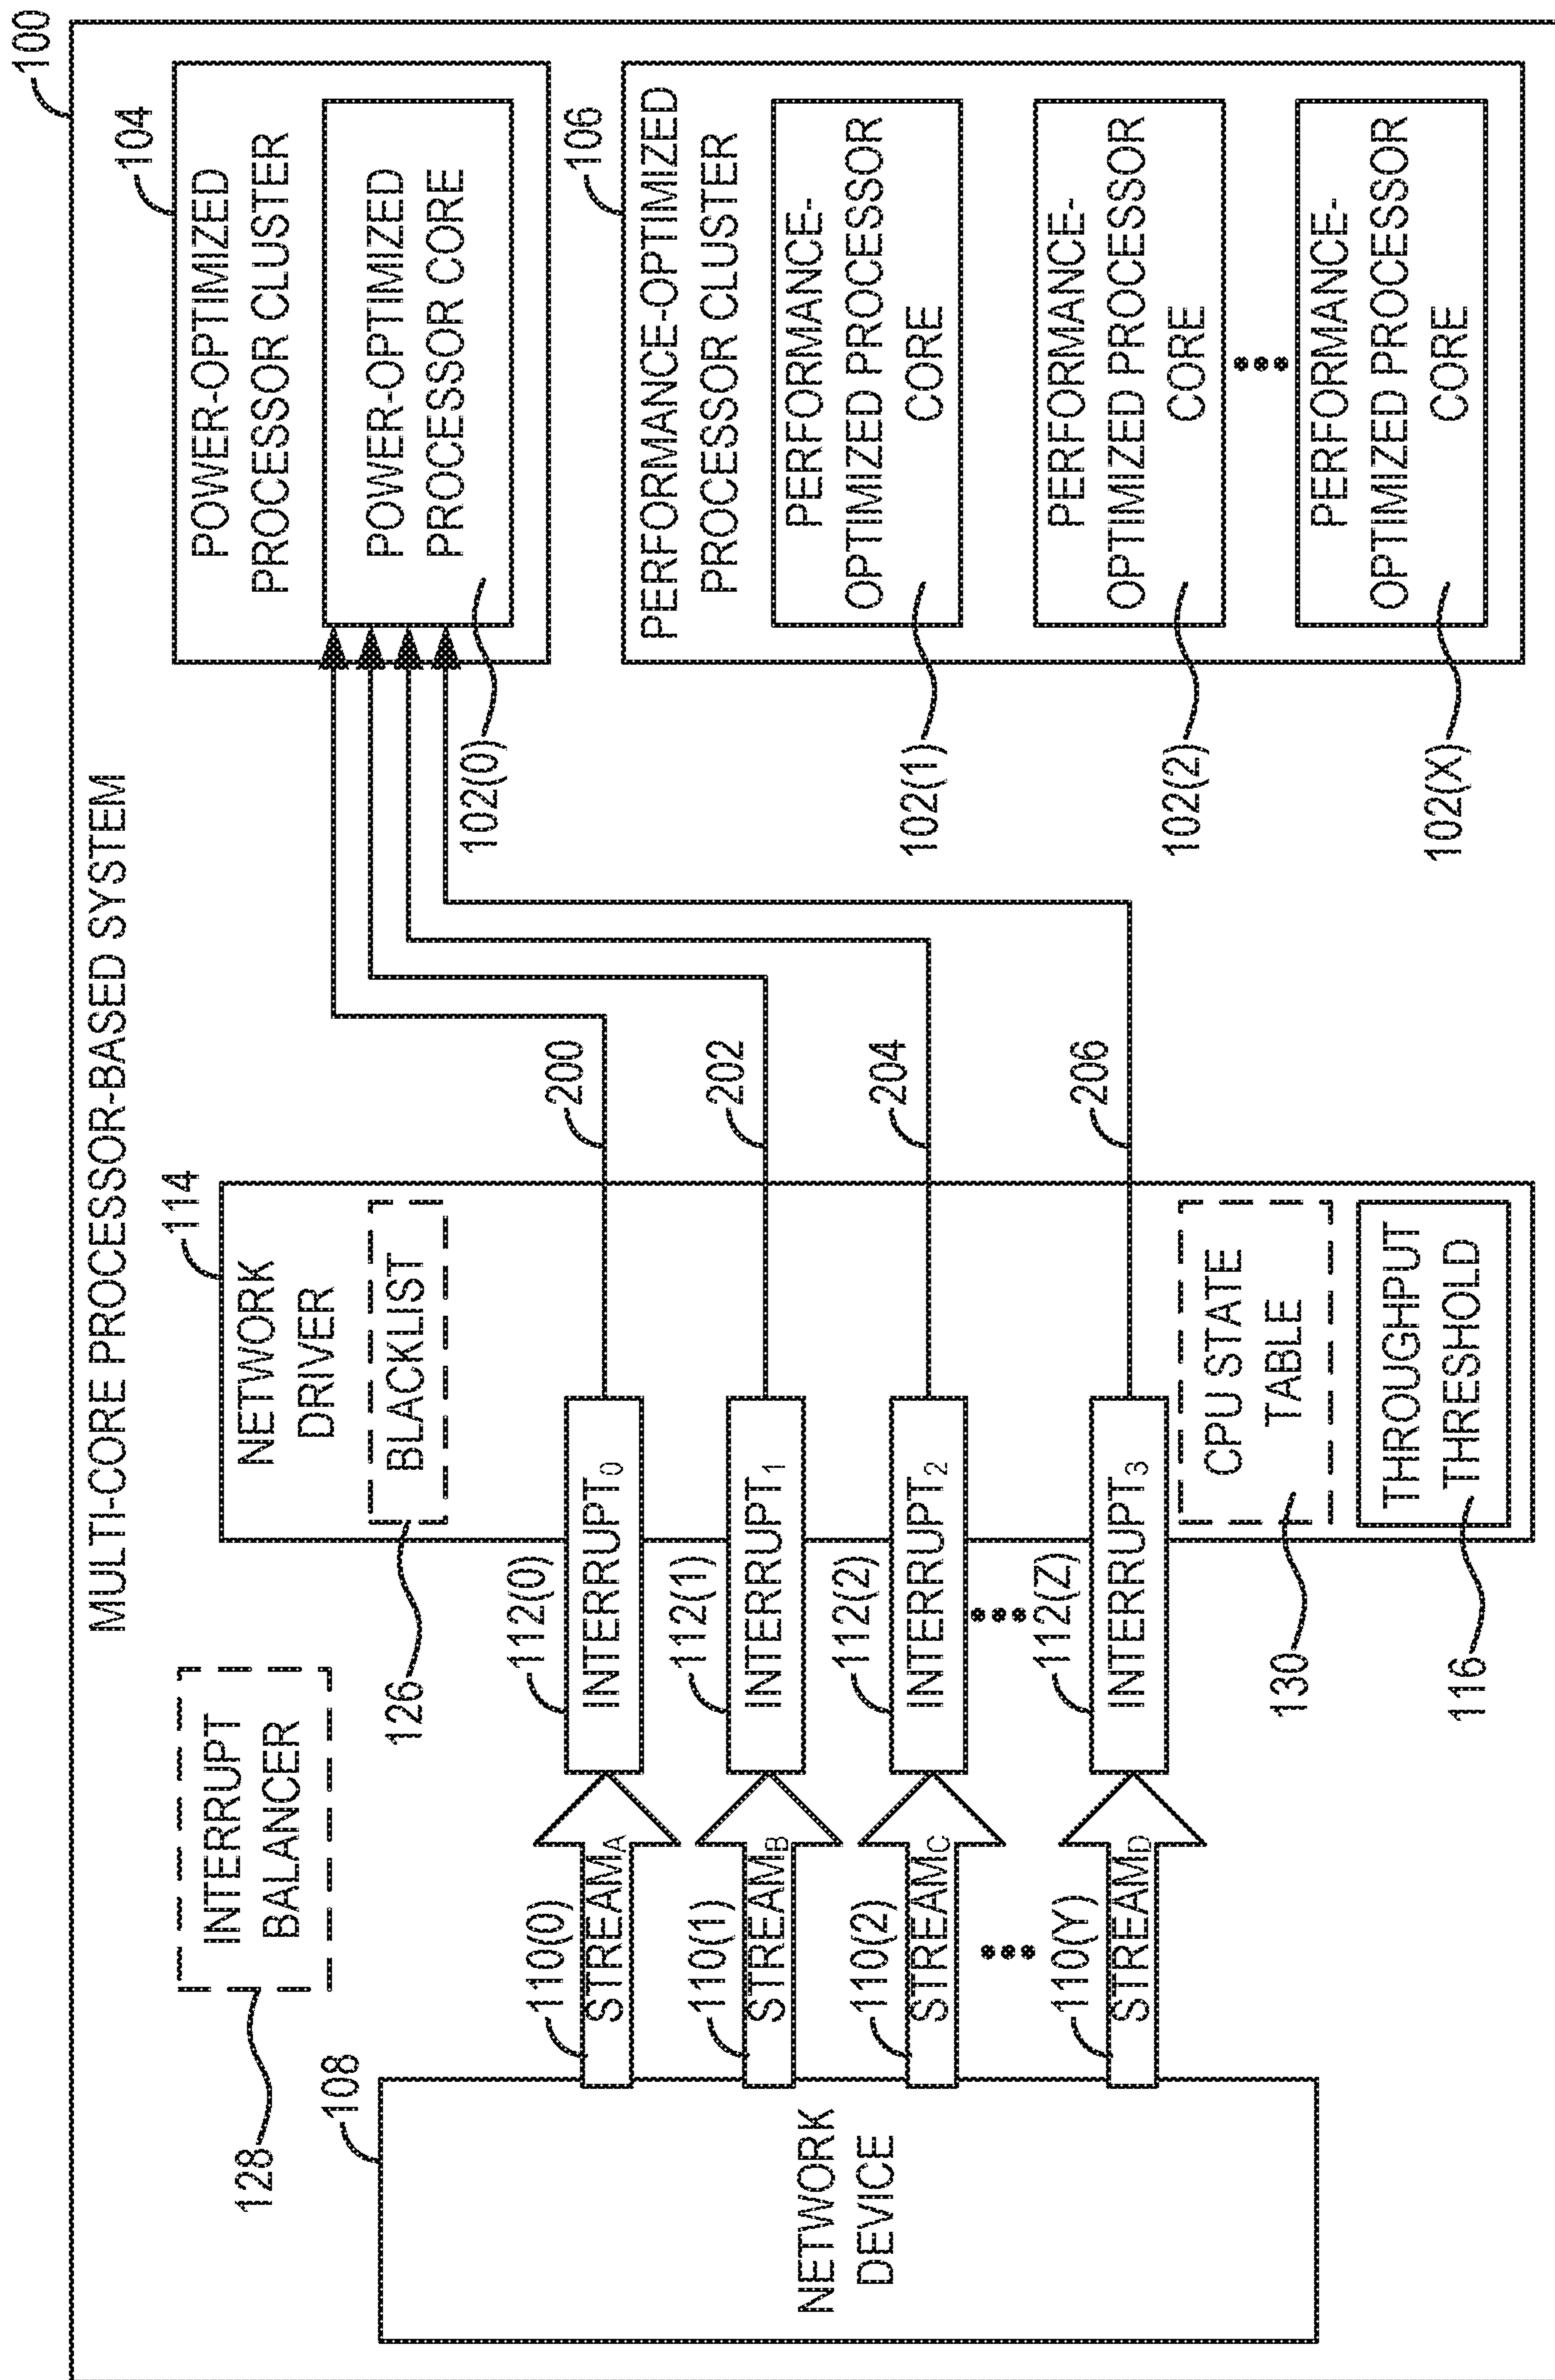 MULTI-CORE PROCESSOR-BASED SYSTEM
100
128
INTERRUPT
BALANCER
108
NETWORK
DEVICE
110(0)
STREAMA
110(1)
STREAMB
110(2)
STREAMC
110(Y)
STREAMD
114
NETWORK
DRIVER
126
BLACKLIST
112(0)
INTERRUPT0
112(1)
INTERRUPT1
112(2)
INTERRUPT2
112(Z)
INTERRUPT3
130
CPU STATE
TABLE
116
THROUGHPUT
THRESHOLD
200
202
204
206
104
POWER-OPTIMIZED
PROCESSOR CLUSTER
POWER-OPTIMIZED
PROCESSOR CORE
102(0)
106
PERFORMANCE-OPTIMIZED
PROCESSOR CLUSTER
PERFORMANCE-
OPTIMIZED PROCESSOR
CORE
102(1)
PERFORMANCE-
OPTIMIZED PROCESSOR
CORE
102(2)
PERFORMANCE-
OPTIMIZED PROCESSOR
CORE
102(X)